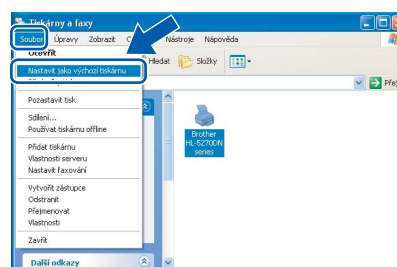 Tiskárny a faxy
Soubor Úpravy Zobrazit Nástroje Nápověda
Otevřít
Nastavit jako výchozí tiskárnu
Hledat Složky
Přej
Pozastavit tisk
Sdílení...
Používat tiskárnu offline
Přidat tiskárnu
Vlastnosti serveru
Nastavit faxování
Vytvořit zástupce
Odstranit
Přejmenovat
Vlastnosti
Zavřít
Brother
HL-5270DN
series
Další odkazy